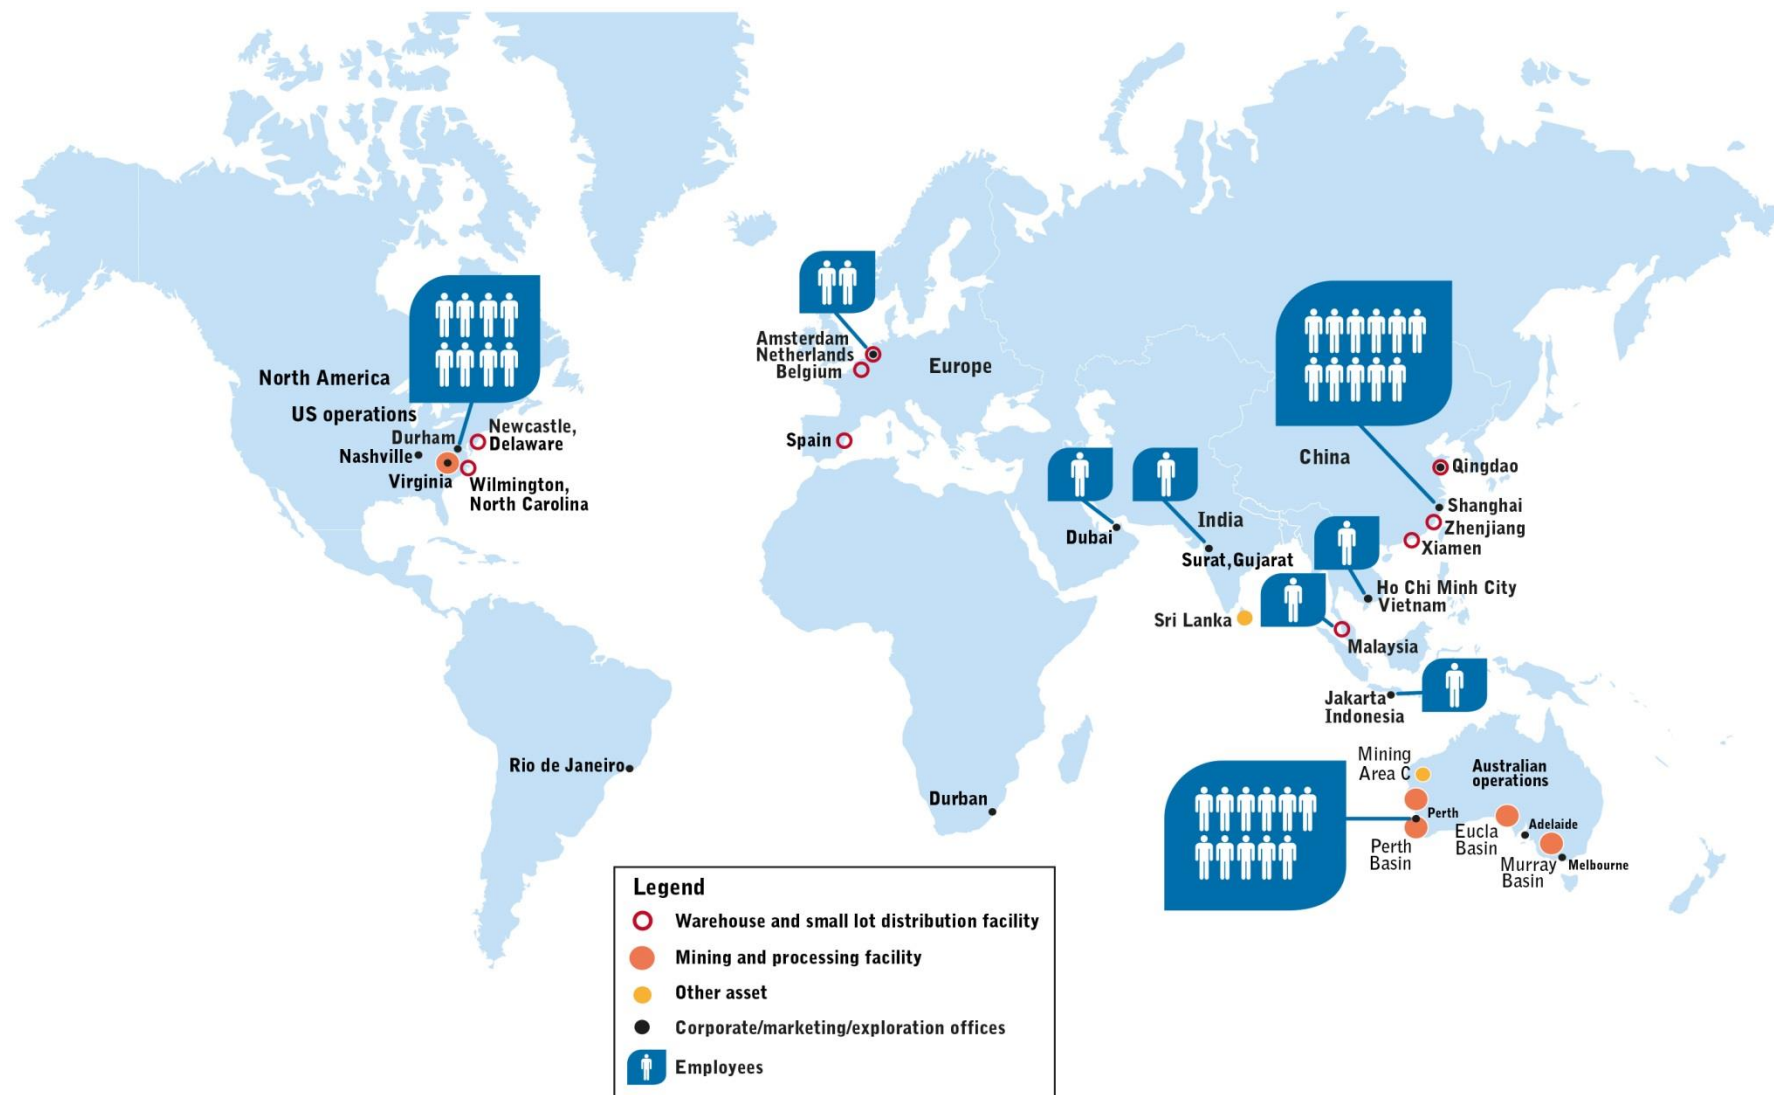 North America
US operations
Durham
Nashville
Virginia
Newcastle,
Delaware
Wilmington,
North Carolina
Amsterdam
Netherlands
Belgium
Europe
Spain
Dubai
India
Surat,Gujarat
Sri Lanka
China
Qingdao
Shanghai
Zhenjiang
Xiamen
Ho Chi Minh City
Vietnam
Malaysia
Jakarta
Indonesia
Rio de Janeiro
Durban
Mining
Area C
Australian
operations
Perth
Perth
Basin
Eucla
Basin
Adelaide
Murray
Basin
Melbourne
Legend
Warehouse and small lot distribution facility
Mining and processing facility
Other asset
Corporate/marketing/exploration offices
Employees